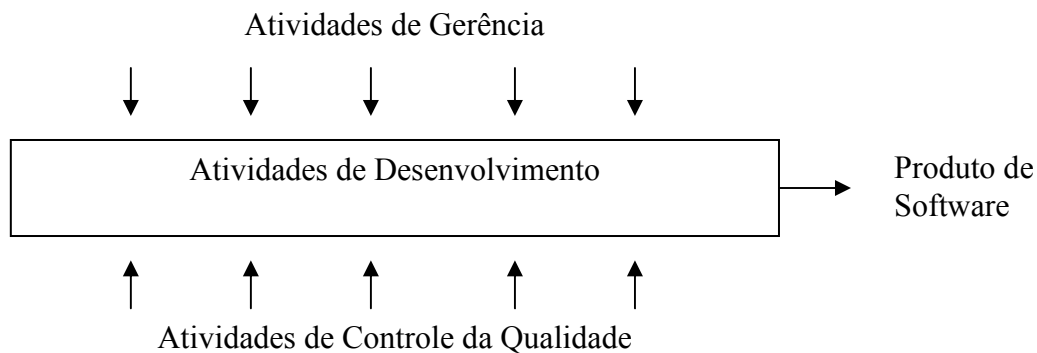 Atividades de Gerência
Atividades de Desenvolvimento
Produto de
Software
Atividades de Controle da Qualidade